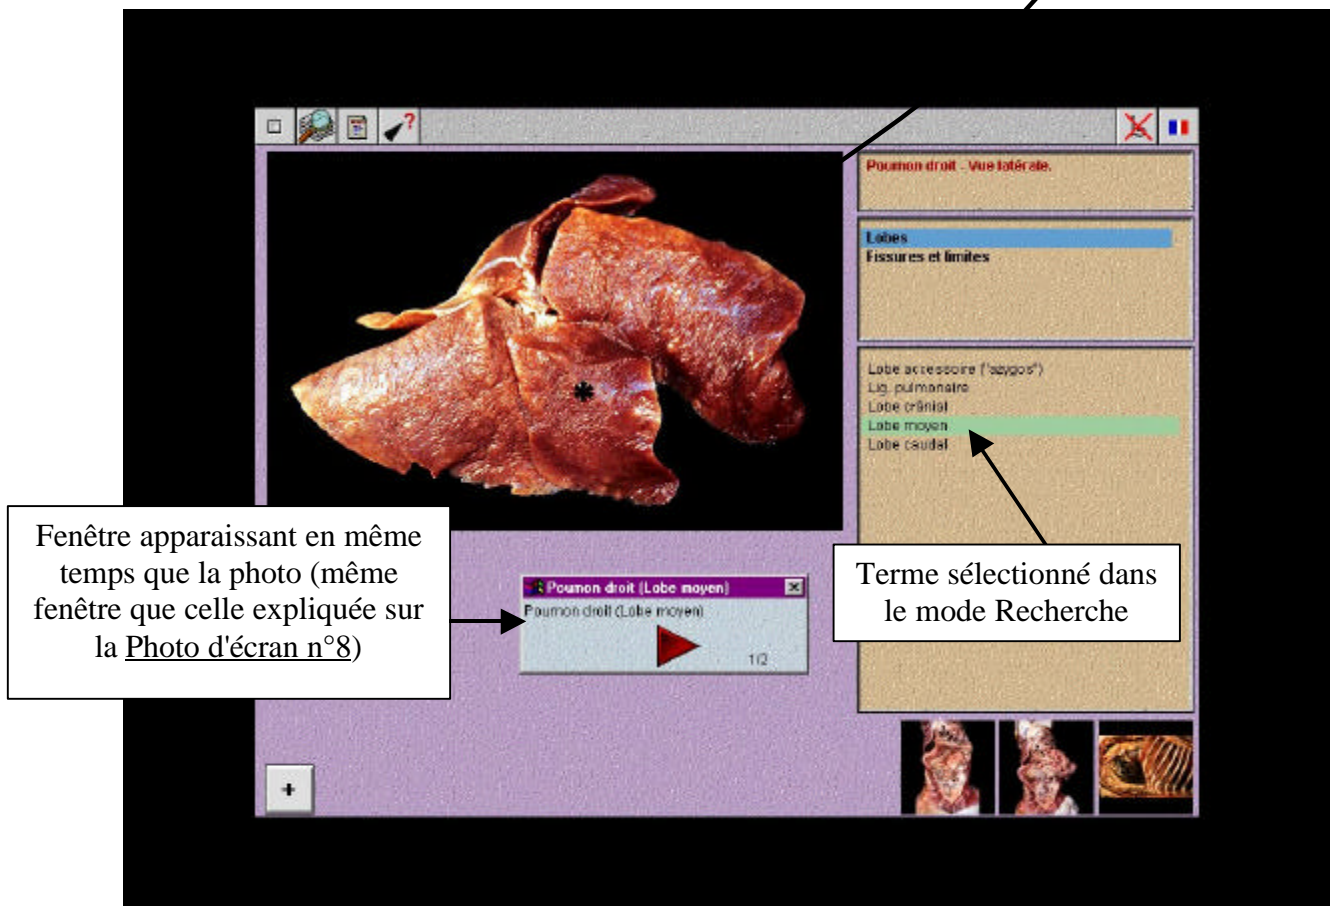 ?
Poumon droit - Vue latérale.
Lobes
Fissures et limites
Lobe accessoire ("azygos")
Lig. pulmonaire
Lobe crânial
Lobe moyen
Lobe caudal
Fenêtre apparaissant en même
temps que la photo (même
fenêtre que celle expliquée sur
la Photo d'écran n°8)
Poumon droit (Lobe moyen)
Poumon droit (Lobe moyen)
1/2
Terme sélectionné dans
le mode Recherche
+